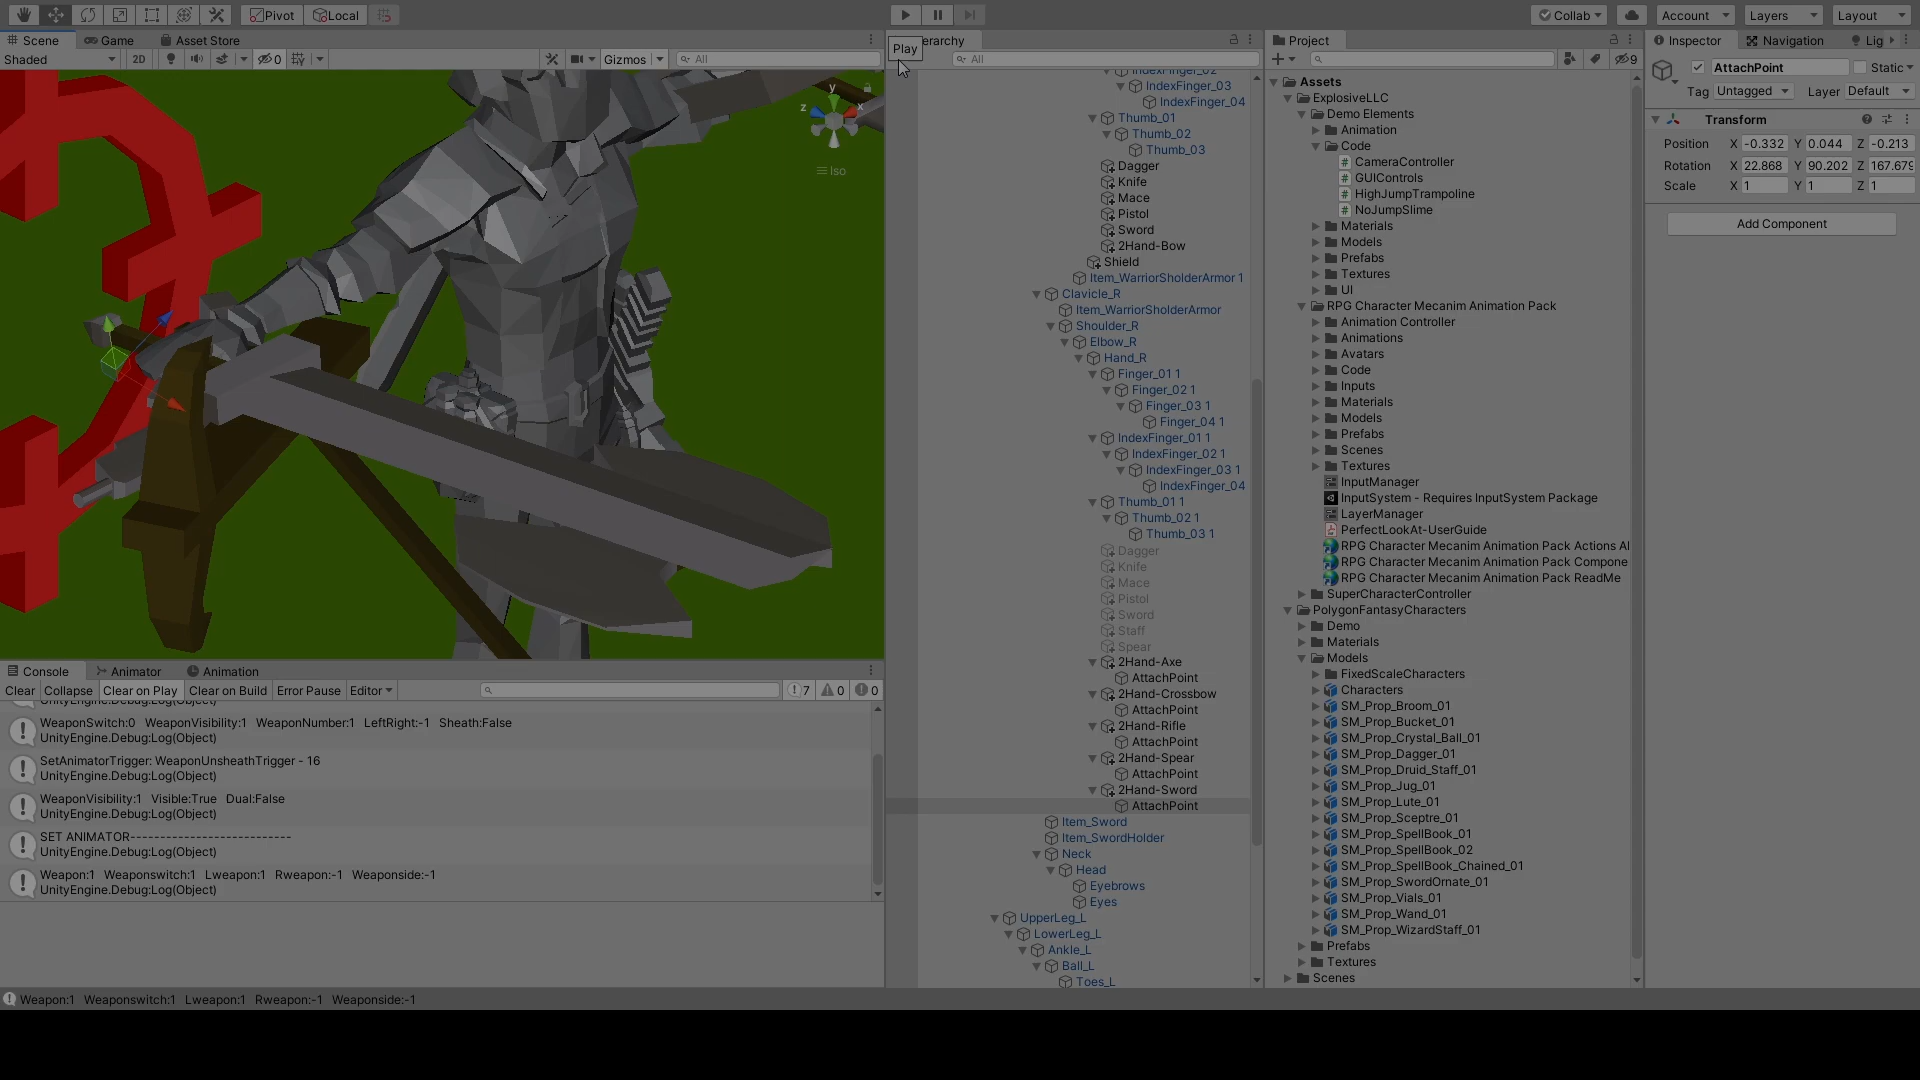 Pivot
Local
Collab
Account
Layers
Layout
Scene
Game
Asset Store
Play
Project
Inspector
Navigation
Shaded
2D
0
Gizmos
All
All
9
y
z
x
Iso
IndexFinger_03
IndexFinger_04
Thumb_01
Thumb_02
Thumb_03
Dagger
Knife
Mace
Pistol
Sword
2Hand-Bow
Shield
Item_WarriorSholderArmor 1
Clavicle_R
Item_WarriorSholderArmor
Shoulder_R
Elbow_R
Hand_R
Finger_01 1
Finger_02 1
Finger_03 1
Finger_04 1
IndexFinger_01 1
IndexFinger_02 1
IndexFinger_03 1
IndexFinger_04
Thumb_01 1
Thumb_02 1
Thumb_03 1
Dagger
Knife
Mace
Pistol
Sword
Staff
Spear
2Hand-Axe
AttachPoint
2Hand-Crossbow
AttachPoint
2Hand-Rifle
AttachPoint
2Hand-Spear
AttachPoint
2Hand-Sword
AttachPoint
Item_Sword
Item_SwordHolder
Neck
Head
Eyebrows
Eyes
UpperLeg_L
LowerLeg_L
Ankle_L
Ball_L
Toes_L
Assets
ExplosiveLLC
Demo Elements
Animation
Code
CameraController
GUIControls
HighJumpTrampoline
NoJumpSlime
Materials
Models
Prefabs
Textures
UI
RPG Character Mecanim Animation Pack
Animation Controller
Animations
Avatars
Code
Inputs
Materials
Models
Prefabs
Scenes
Textures
InputManager
InputSystem - Requires InputSystem Package
LayerManager
PerfectLookAt-UserGuide
RPG Character Mecanim Animation Pack Actions
RPG Character Mecanim Animation Pack Compone
RPG Character Mecanim Animation Pack ReadMe
SuperCharacterController
PolygonFantasyCharacters
Demo
Materials
Models
FixedScaleCharacters
Characters
SM_Prop_Broom_01
SM_Prop_Bucket_01
SM_Prop_Crystal_Ball_01
SM_Prop_Dagger_01
SM_Prop_Druid_Staff_01
SM_Prop_Jug_01
SM_Prop_Lute_01
SM_Prop_Sceptre_01
SM_Prop_SpellBook_01
SM_Prop_SpellBook_02
SM_Prop_SpellBook_Chained_01
SM_Prop_SwordOrnate_01
SM_Prop_Vials_01
SM_Prop_Wand_01
SM_Prop_WizardStaff_01
Prefabs
Textures
Scenes
AttachPoint
Static
Tag Untagged Layer Default
Transform
Position X -0.332 Y 0.044 Z -0.213
Rotation X 22.868 Y 90.202 Z 167.679
Scale X 1 Y 1 Z 1
Add Component
Console
Animator
Animation
Clear Collapse Clear on Play Clear on Build Error Pause Editor
7 0 0
WeaponSwitch:0 WeaponVisibility:1 WeaponNumber:1 LeftRight:-1 Sheath:False
UnityEngine.Debug:Log(Object)
SetAnimatorTrigger: WeaponUnsheathTrigger - 16
UnityEngine.Debug:Log(Object)
WeaponVisibility:1 Visible:True Dual:False
UnityEngine.Debug:Log(Object)
SET ANIMATOR--------------------------
UnityEngine.Debug:Log(Object)
Weapon:1 Weaponswitch:1 Lweapon:1 Rweapon:-1 Weaponside:-1
UnityEngine.Debug:Log(Object)
Weapon:1 Weaponswitch:1 Lweapon:1 Rweapon:-1 Weaponside:-1